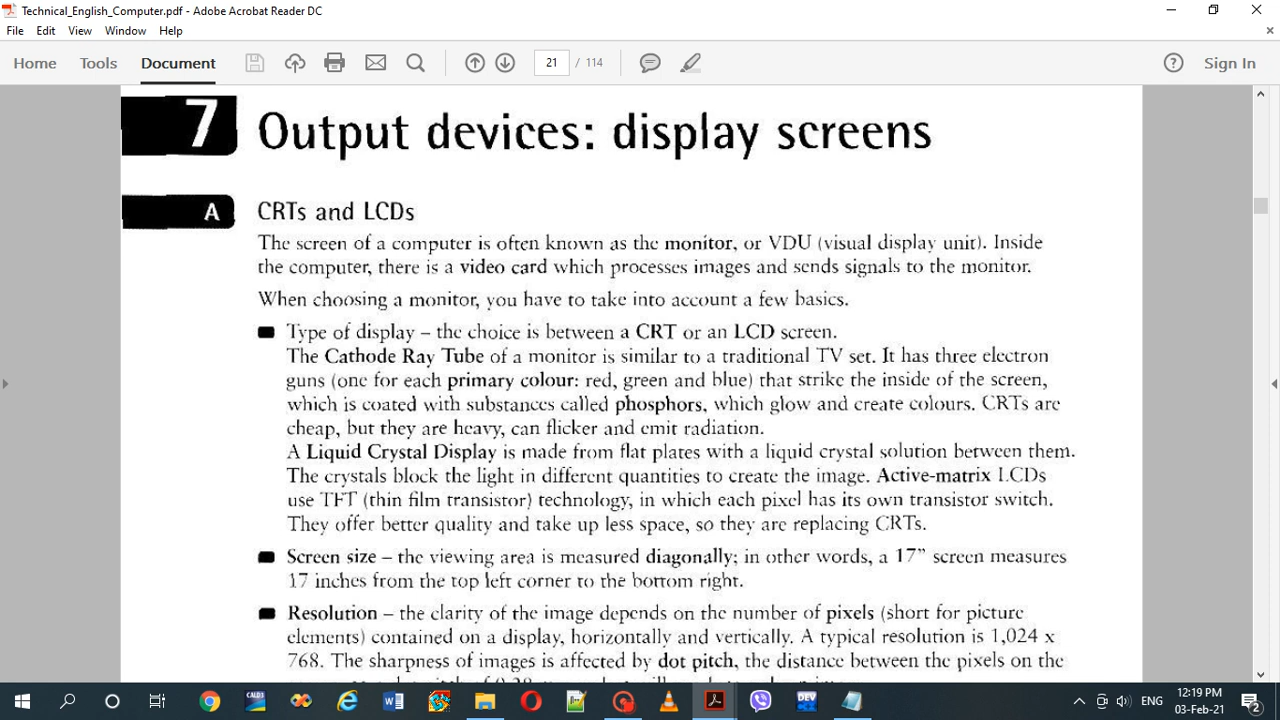 Technical_English_Computer.pdf - Adobe Acrobat Reader DC
File Edit View Window Help
Home Tools Document 21 / 114 Sign In
7 Output devices: display screens
A CRTs and LCDs
The screen of a computer is often known as the monitor, or VDU (visual display unit). Inside
the computer, there is a video card which processes images and sends signals to the monitor.
When choosing a monitor, you have to take into account a few basics.
Type of display – the choice is between a CRT or an LCD screen.
The Cathode Ray Tube of a monitor is similar to a traditional TV set. It has three electron
guns (one for each primary colour: red, green and blue) that strike the inside of the screen,
which is coated with substances called phosphors, which glow and create colours. CRTs are
cheap, but they are heavy, can flicker and emit radiation.
A Liquid Crystal Display is made from flat plates with a liquid crystal solution between them.
The crystals block the light in different quantities to create the image. Active-matrix LCDs
use TFT (thin film transistor) technology, in which each pixel has its own transistor switch.
They offer better quality and take up less space, so they are replacing CRTs.
Screen size – the viewing area is measured diagonally; in other words, a 17” screen measures
17 inches from the top left corner to the bottom right.
Resolution – the clarity of the image depends on the number of pixels (short for picture
elements) contained on a display, horizontally and vertically. A typical resolution is 1,024 x
768. The sharpness of images is affected by dot pitch, the distance between the pixels on the
CALD3 DEV ENG 12:19 PM
03-Feb-21 2